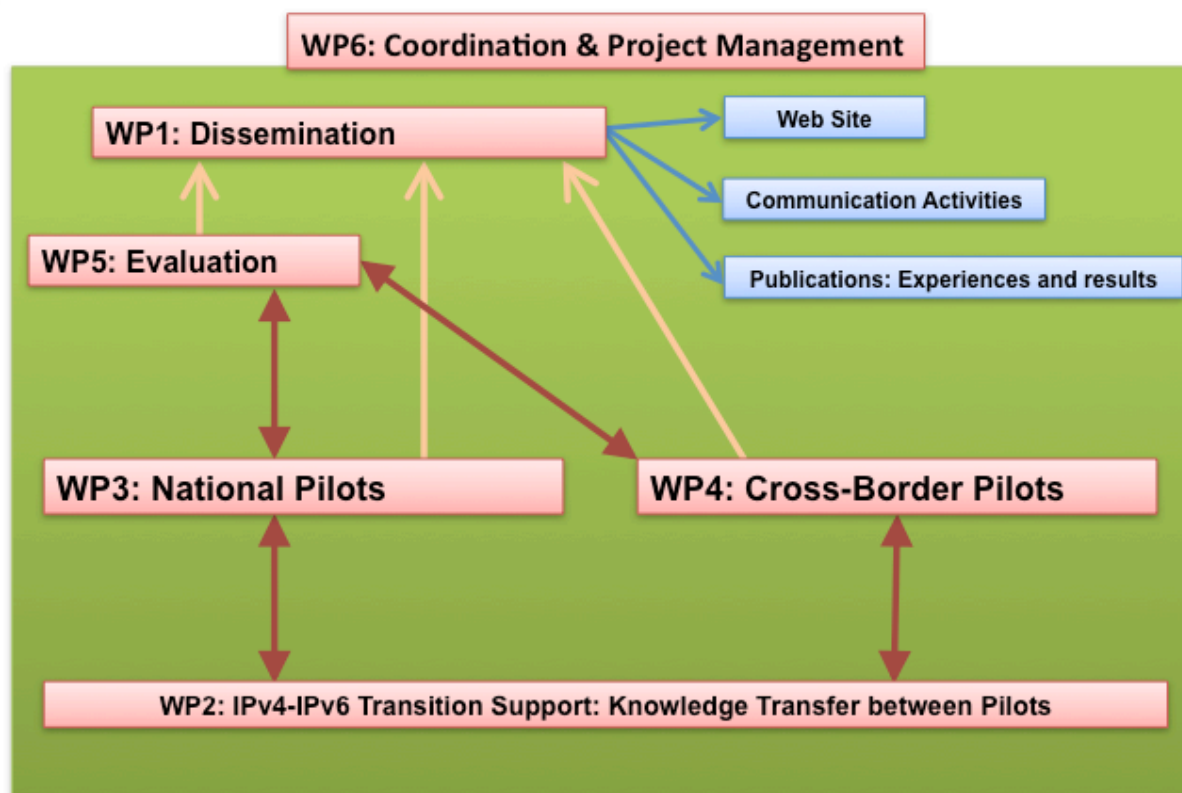 WP6: Coordination & Project Management
WP1: Dissemination
Web Site
Communication Activities
WP5: Evaluation
Publications: Experiences and results
WP3: National Pilots
WP4: Cross-Border Pilots
WP2: IPv4-IPv6 Transition Support: Knowledge Transfer between Pilots